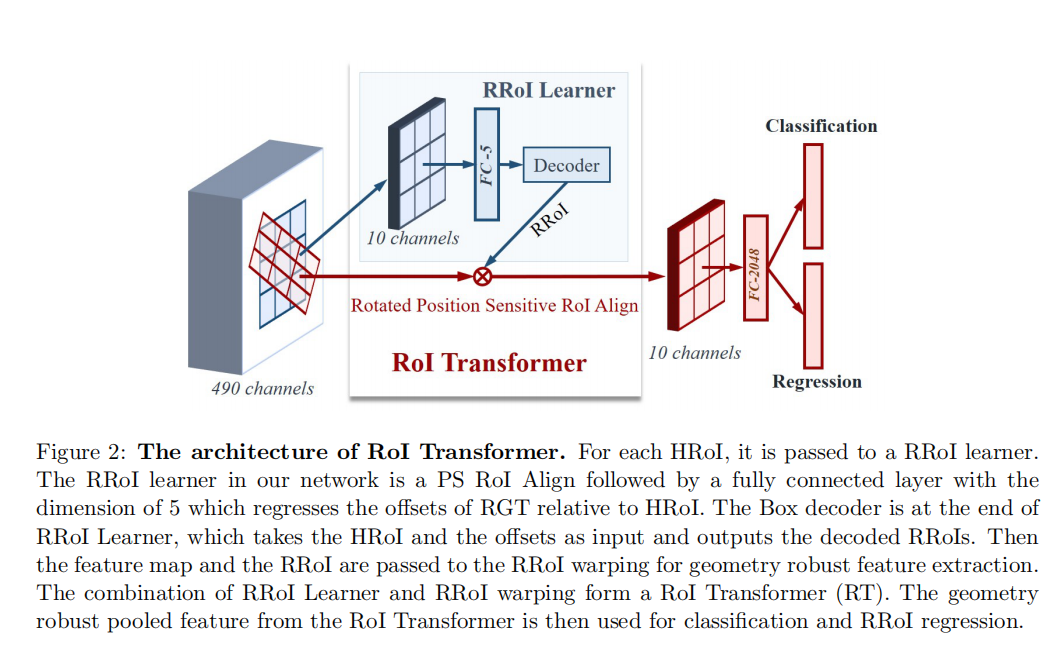 RRoI Learner
Classification
FC-5
Decoder
10 channels
RRoI
FC-2048
Rotated Position Sensitive RoI Align
10 channels
RoI Transformer
490 channels
Regression
Figure 2: The architecture of RoI Transformer. For each HRoI, it is passed to a RRoI learner.
The RRoI learner in our network is a PS RoI Align followed by a fully connected layer with the
dimension of 5 which regresses the offsets of RGT relative to HRoI. The Box decoder is at the end of
RRoI Learner, which takes the HRoI and the offsets as input and outputs the decoded RRoIs. Then
the feature map and the RRoI are passed to the RRoI warping for geometry robust feature extraction.
The combination of RRoI Learner and RRoI warping form a RoI Transformer (RT). The geometry
robust pooled feature from the RoI Transformer is then used for classification and RRoI regression.